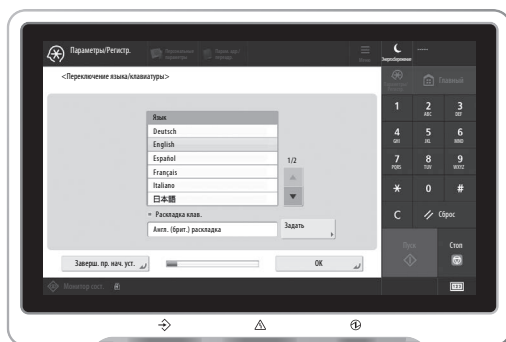 Параметры/Регистр.
Меню
Энергосбережение
-----
<Переключение языка/клавиатуры>
Главный
Язык
Deutsch
English
Español
Français
Italiano
日本語
1/2
Раскладка клав.
Англ. (брит.) раскладка
Задать
Заверш. пр. нач. уст.
OK
Монитор сост.
1
2 ABC
3 DEF
4 GHI
5 JKL
6 MNO
7 PQRS
8 TUV
9 WXYZ
* 0 #
C
Сброс
Пуск
Стоп